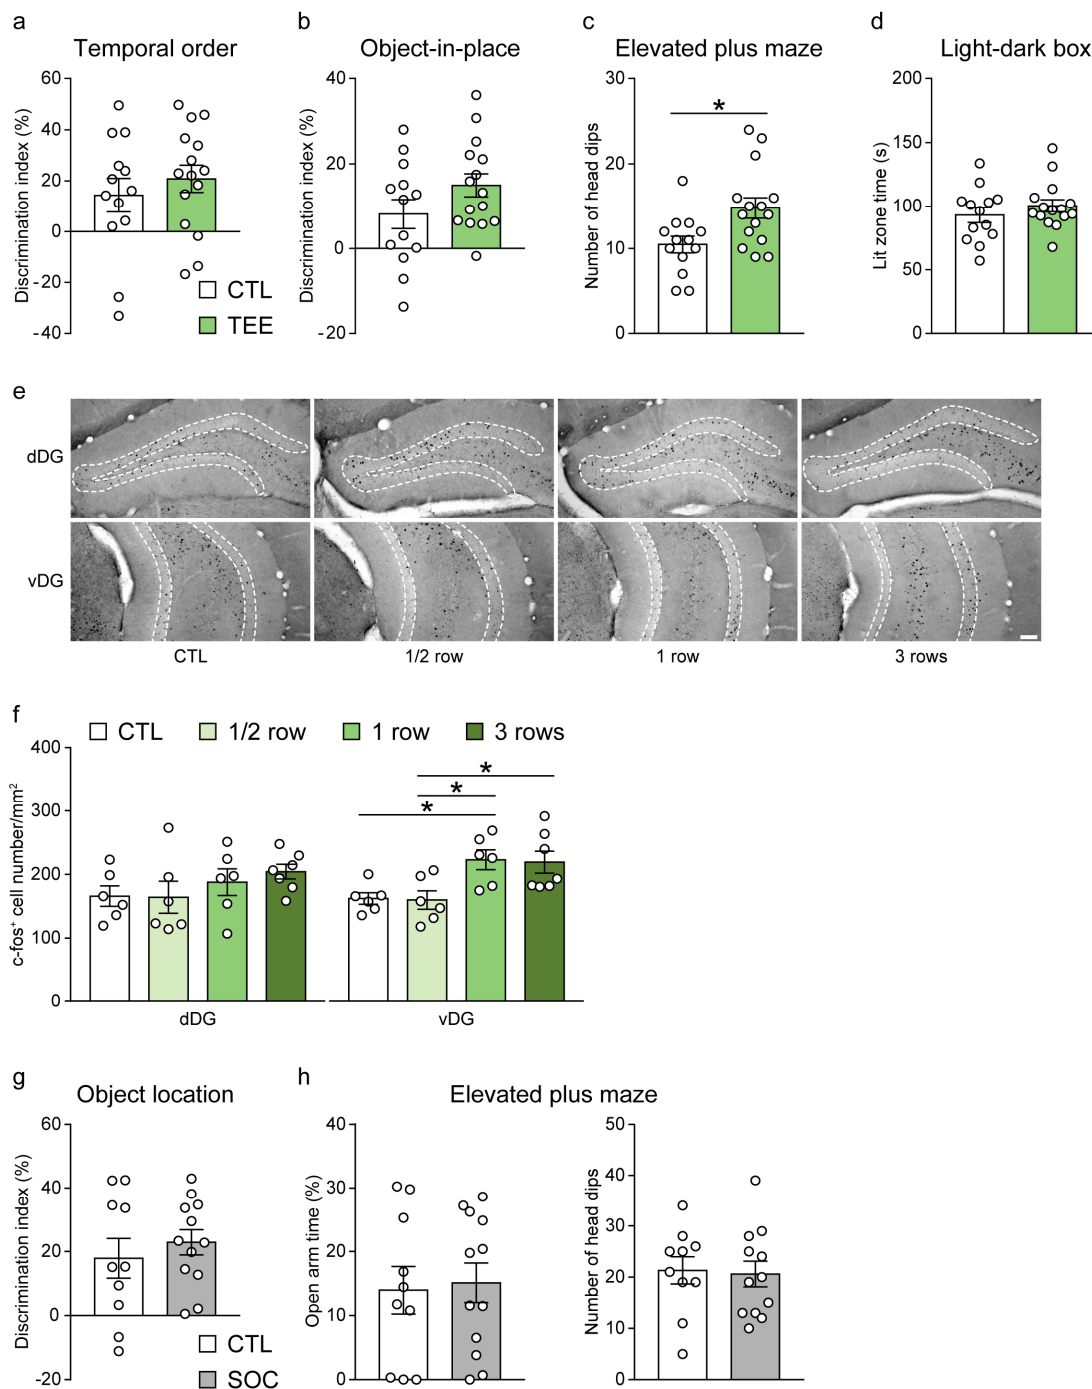 a
Temporal order
Discrimination index (%)
60
40
20
0
-20
-40
CTL
TEE
b
Object-in-place
Discrimination index (%)
40
20
0
-20
c
Elevated plus maze
Number of head dips
30
20
10
0
*
d
Light-dark box
Lit zone time (s)
200
150
100
50
0
e
dDG
vDG
CTL
1/2 row
1 row
3 rows
f
CTL
1/2 row
1 row
3 rows
c-fos⁺ cell number/mm²
400
300
200
100
0
*
*
*
dDG
vDG
g
Object location
Discrimination index (%)
60
40
20
0
-20
CTL
SOC
h
Elevated plus maze
Open arm time (%)
40
30
20
10
0
Number of head dips
50
40
30
20
10
0